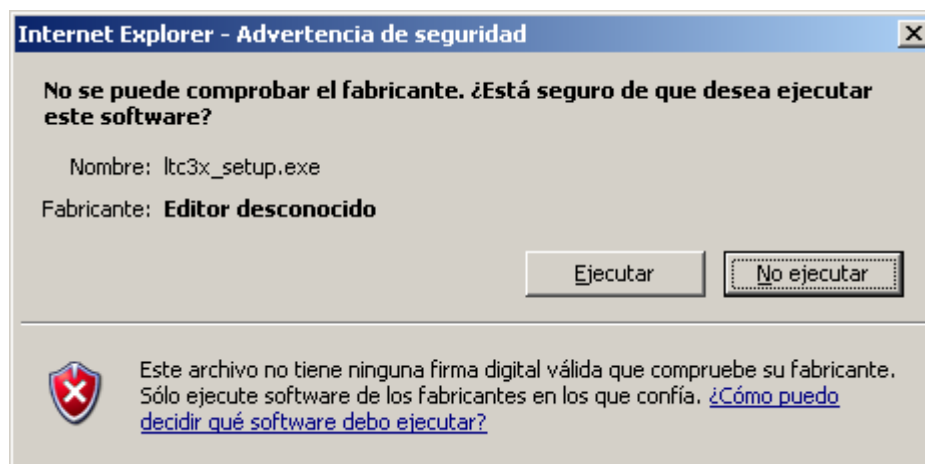 Internet Explorer - Advertencia de seguridad
No se puede comprobar el fabricante. ¿Está seguro de que desea ejecutar
este software?
Nombre: ltc3x_setup.exe
Fabricante: Editor desconocido
Ejecutar No ejecutar
Este archivo no tiene ninguna firma digital válida que compruebe su fabricante.
Sólo ejecute software de los fabricantes en los que confía. ¿Cómo puedo
decidir qué software debo ejecutar?